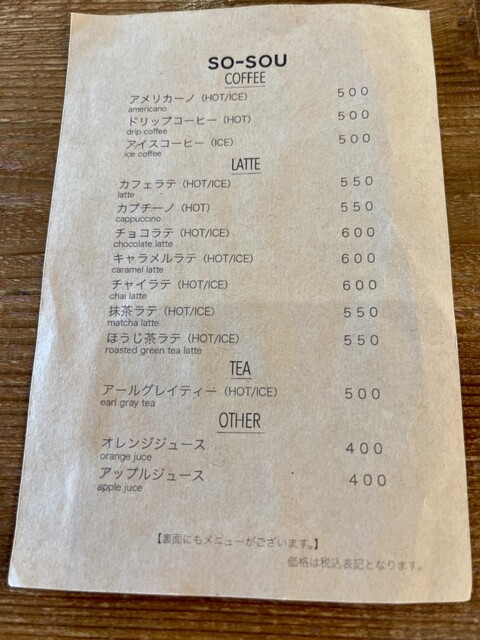 SO-SOU
COFFEE
アメリカーノ（HOT/ICE） 500
americano
ドリップコーヒー（HOT） 500
drip coffee
アイスコーヒー（ICE） 500
ice coffee
LATTE
カフェラテ（HOT/ICE） 550
latte
カプチーノ（HOT） 550
cappuccino
チョコラテ（HOT/ICE） 600
chocolate latte
キャラメルラテ（HOT/ICE） 600
caramel latte
チャイラテ（HOT/ICE） 600
chai latte
抹茶ラテ（HOT/ICE） 550
matcha latte
ほうじ茶ラテ（HOT/ICE） 550
roasted green tea latte
TEA
アールグレイティー（HOT/ICE） 500
earl gray tea
OTHER
オレンジジュース 400
orange juce
アップルジュース 400
apple juce
【裏面にもメニューがございます。】
価格は税込表記となります。